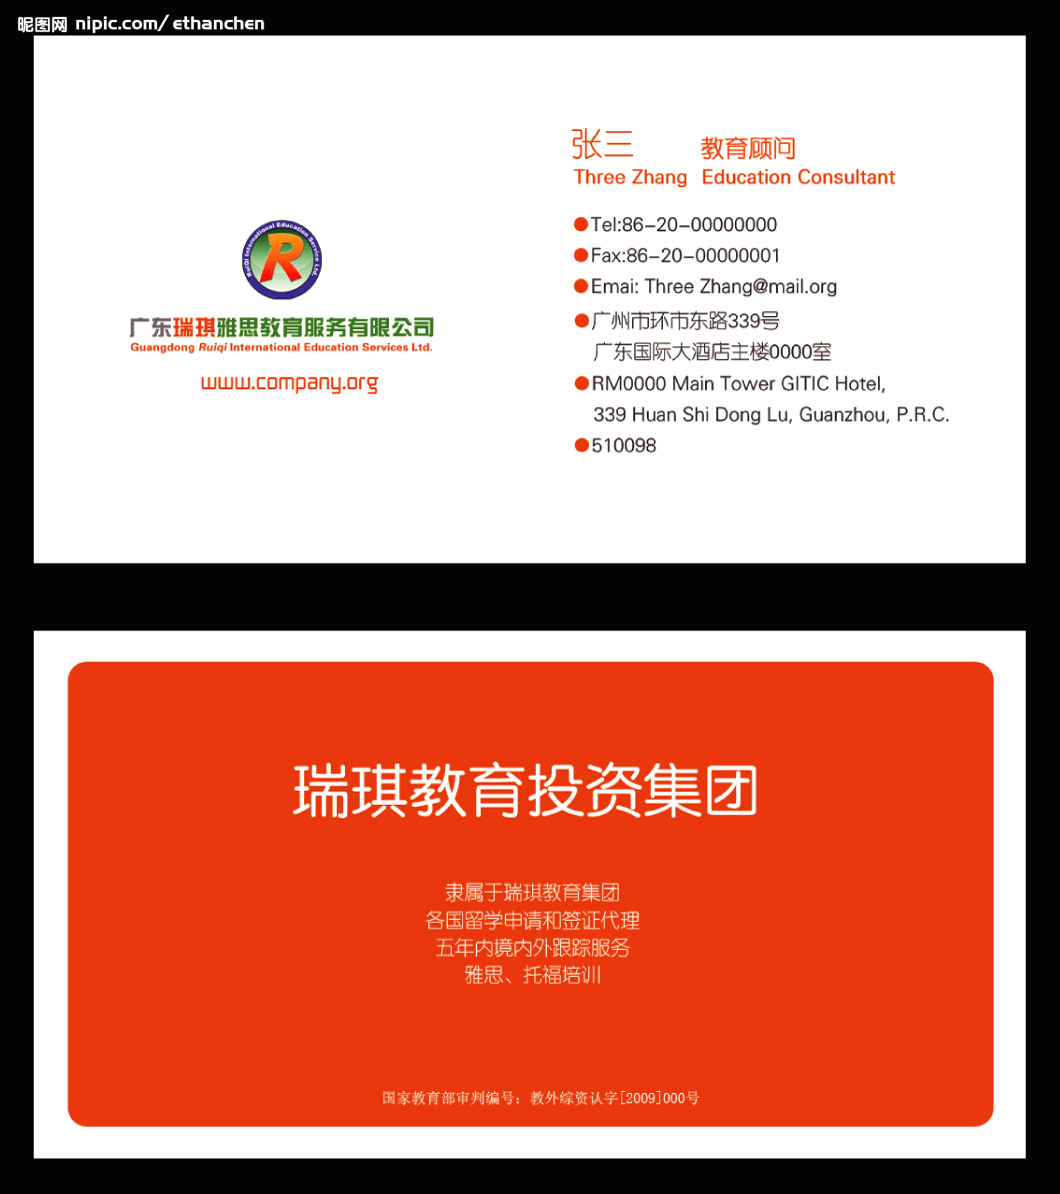 昵图网 nipic.com/ethanchen
RuiQi International Education Service Ltd.
R
广东瑞琪雅思教育服务有限公司
Guangdong Ruiqi International Education Services Ltd.
www.company.org
张三 教育顾问
Three Zhang Education Consultant
●Tel:86-20-00000000
●Fax:86-20-00000001
●Emai: Three Zhang@mail.org
●广州市环市东路339号
广东国际大酒店主楼0000室
●RM0000 Main Tower GITIC Hotel,
339 Huan Shi Dong Lu, Guanzhou, P.R.C.
●510098
瑞琪教育投资集团
隶属于瑞琪教育集团
各国留学申请和签证代理
五年内境内外跟踪服务
雅思、托福培训
国家教育部审判编号：教外综资认字[2009]000号